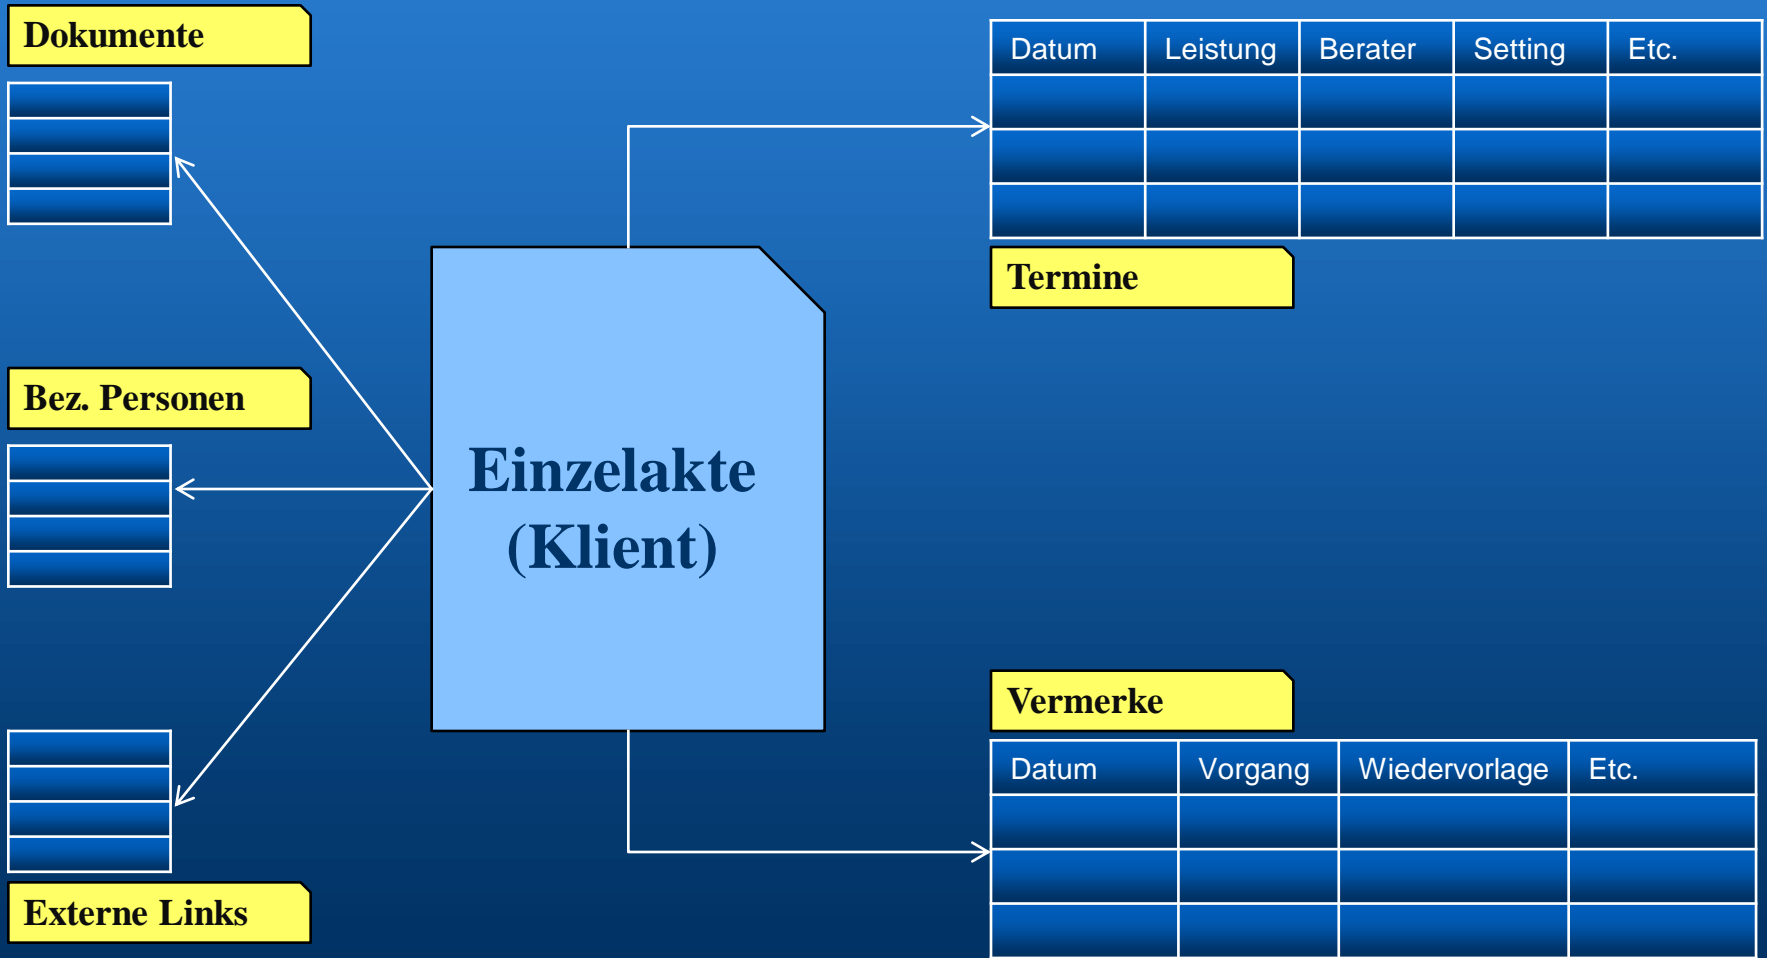 Dokumente
Datum Leistung Berater Setting Etc.
Termine
Bez. Personen
Einzelakte
(Klient)
Vermerke
Datum Vorgang Wiedervorlage Etc.
Externe Links